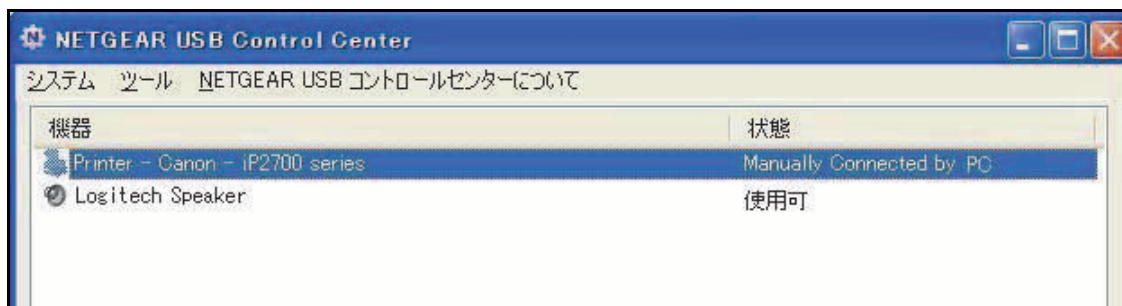 NETGEAR USB Control Center
システム ツール NETGEAR USB コントロールセンターについて
機器 状態
Printer - Canon - iP2700 series Manually Connected by PC
Logitech Speaker 使用可